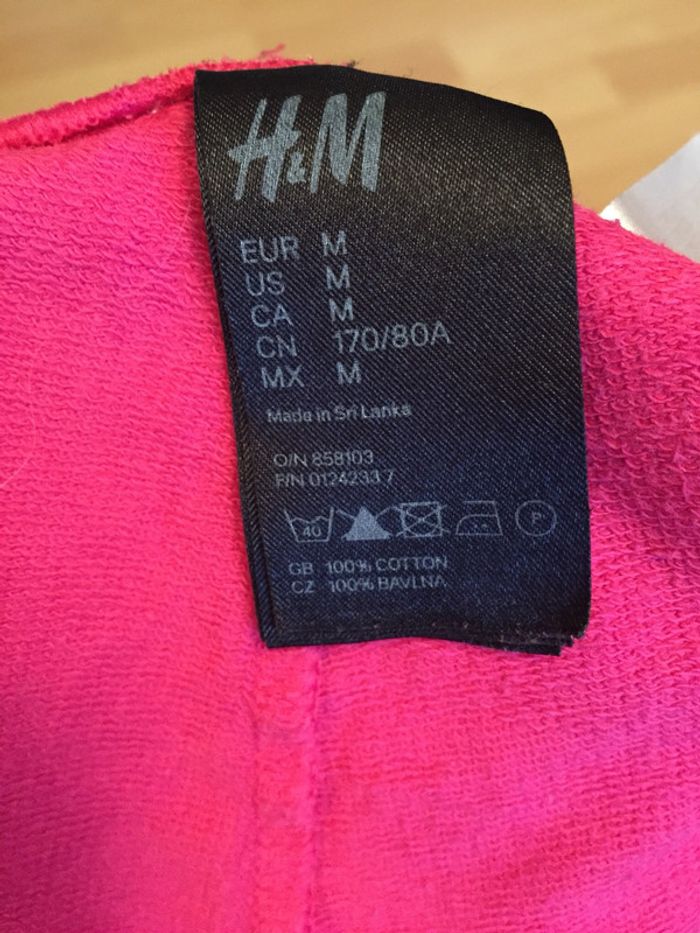 H&M
EUR M
US M
CA M
CN 170/80A
MX M
Made in Sri Lanka
O/N 858103
P/N 0124233 7
40
P
GB 100% COTTON
CZ 100% BAVLNA